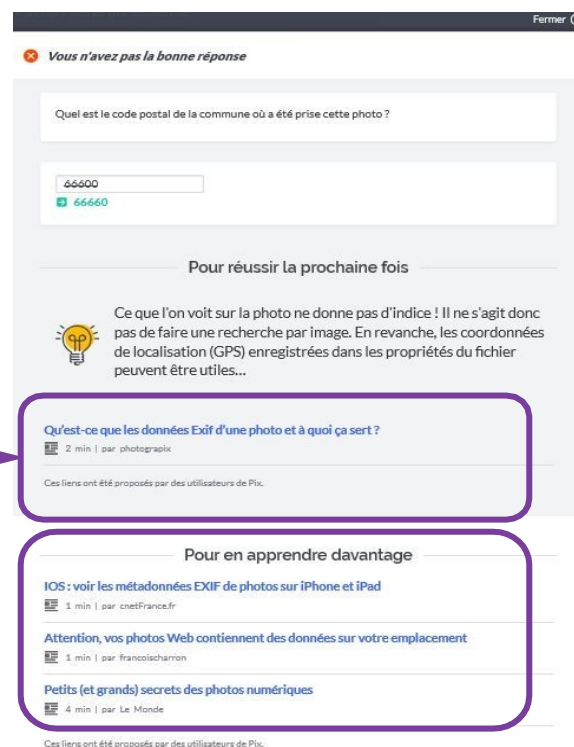 Fermer
Vous n'avez pas la bonne réponse
Quel est le code postal de la commune où a été prise cette photo ?
66600
66660
Pour réussir la prochaine fois
Ce que l'on voit sur la photo ne donne pas d'indice ! Il ne s'agit donc
pas de faire une recherche par image. En revanche, les coordonnées
de localisation (GPS) enregistrées dans les propriétés du fichier
peuvent être utiles...
Qu'est-ce que les données Exif d'une photo et à quoi ça sert ?
2 min | par photograpix
Ces liens ont été proposés par des utilisateurs de Pix.
Pour en apprendre davantage
IOS : voir les métadonnées EXIF de photos sur iPhone et iPad
1 min | par cnetFrance.fr
Attention, vos photos Web contiennent des données sur votre emplacement
1 min | par francoischarron
Petits (et grands) secrets des photos numériques
4 min | par Le Monde
Ces liens ont été proposés par des utilisateurs de Pix.